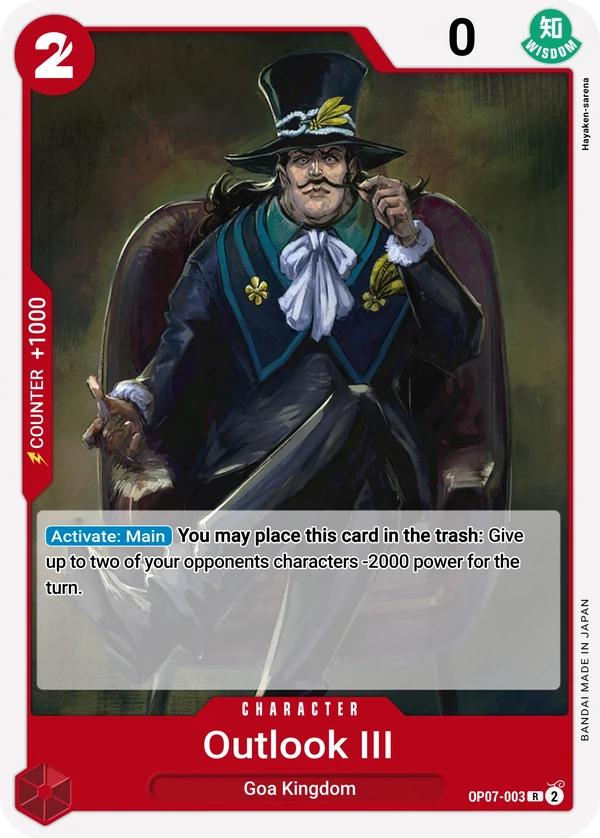 2
0
知
WISDOM
Hayaken-sarena
COUNTER +1000
Activate: Main You may place this card in the trash: Give
up to two of your opponents characters -2000 power for the
turn.
BANDAI MADE IN JAPAN
CHARACTER
Outlook III
Goa Kingdom
OP07-003 R 2